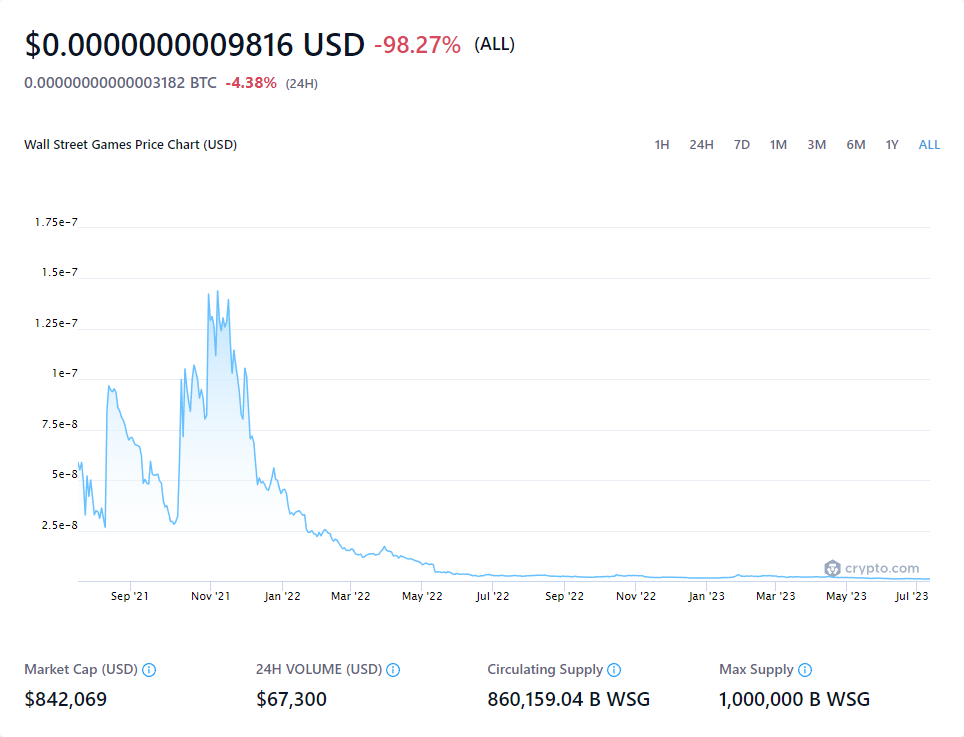 $0.0000000009816 USD -98.27% (ALL)
0.00000000000003182 BTC -4.38% (24H)
Wall Street Games Price Chart (USD) 1H 24H 7D 1M 3M 6M 1Y ALL
1.75e-7
1.5e-7
1.25e-7
1e-7
7.5e-8
5e-8
2.5e-8
crypto.com
Sep '21 Nov '21 Jan '22 Mar '22 May '22 Jul '22 Sep '22 Nov '22 Jan '23 Mar '23 May '23 Jul '23
Market Cap (USD) 24H VOLUME (USD) Circulating Supply Max Supply
$842,069 $67,300 860,159.04 B WSG 1,000,000 B WSG